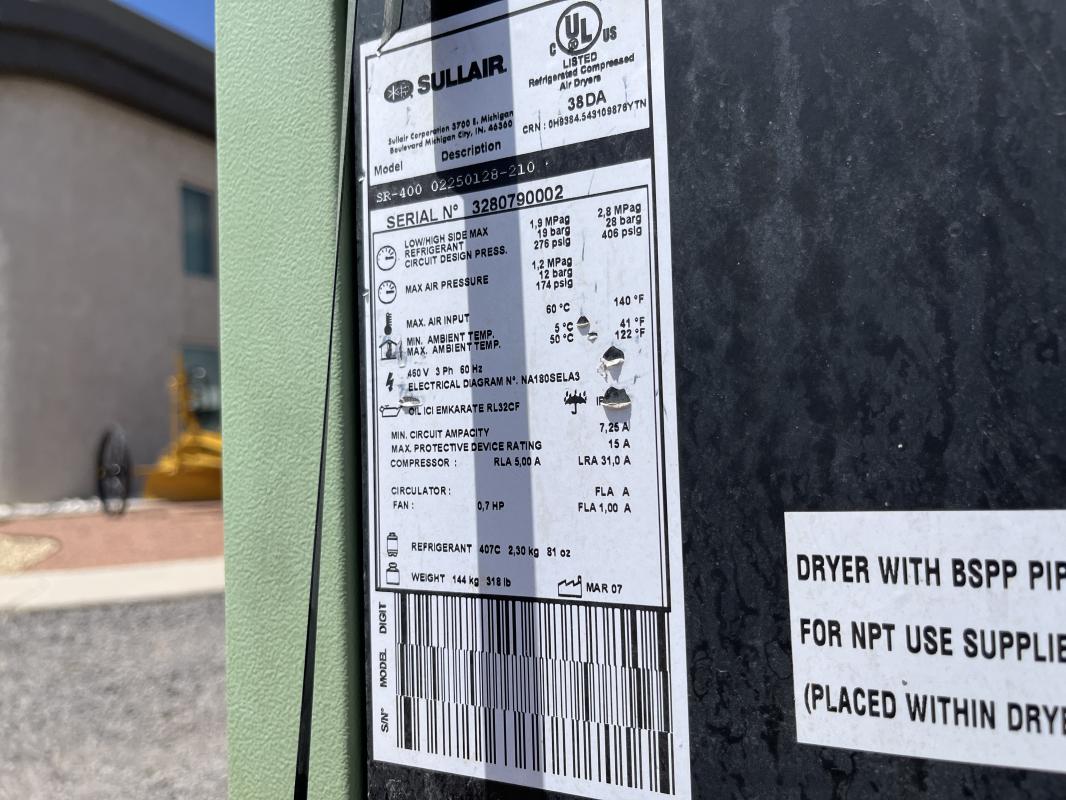 SULLAIR.
C UL US
LISTED
Refrigerated Compressed
Air Dryers
38DA
CRN : 0H9384.543109876YTN
Sullair Corporation 3700 E. Michigan
Boulevard Michigan City, IN. 46360
Model Description
SR-400 02250128-210
SERIAL N° 3280790002
LOW/HIGH SIDE MAX 1,9 MPag 2,8 MPag
REFRIGERANT 19 barg 28 barg
CIRCUIT DESIGN PRESS. 276 psig 406 psig
1,2 MPag
MAX AIR PRESSURE 12 barg
174 psig
MAX. AIR INPUT 60 °C 140 °F
MIN. AMBIENT TEMP. 5 °C 41 °F
MAX. AMBIENT TEMP. 50 °C 122 °F
460 V 3 Ph 60 Hz
ELECTRICAL DIAGRAM N°. NA180SELA3
OIL ICI EMKARATE RL32CF
MIN. CIRCUIT AMPACITY 7,25 A
MAX. PROTECTIVE DEVICE RATING 15 A
COMPRESSOR : RLA 5,00 A LRA 31,0 A
CIRCULATOR : FLA A
FAN : 0,7 HP FLA 1,00 A
REFRIGERANT 407C 2,30 kg 81 oz
WEIGHT 144 kg 318 lb MAR 07
DIGIT
MODEL
S/N°
DRYER WITH BSPP PIP
FOR NPT USE SUPPLIE
(PLACED WITHIN DRYE